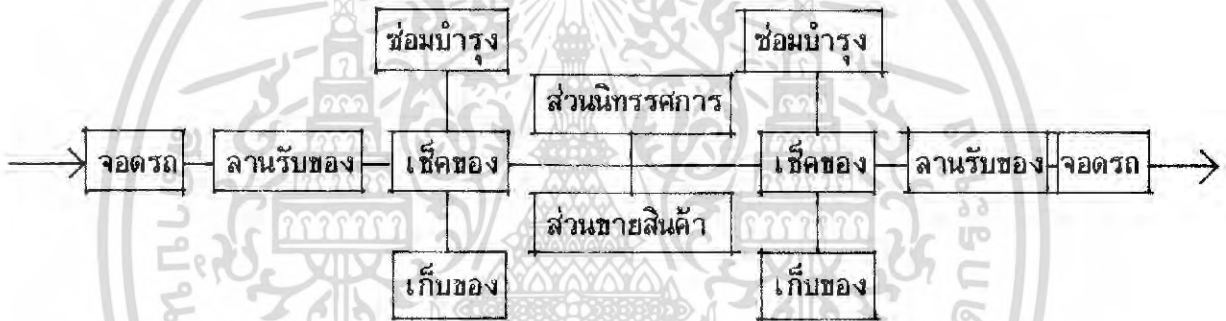 ซ่อมบำรุง ซ่อมบำรุง
ส่วนนิทรรศการ
จอดรถ ลานรับของ เช็คของ เช็คของ ลานรับของ จอดรถ
ส่วนขายสินค้า
เก็บของ เก็บของ